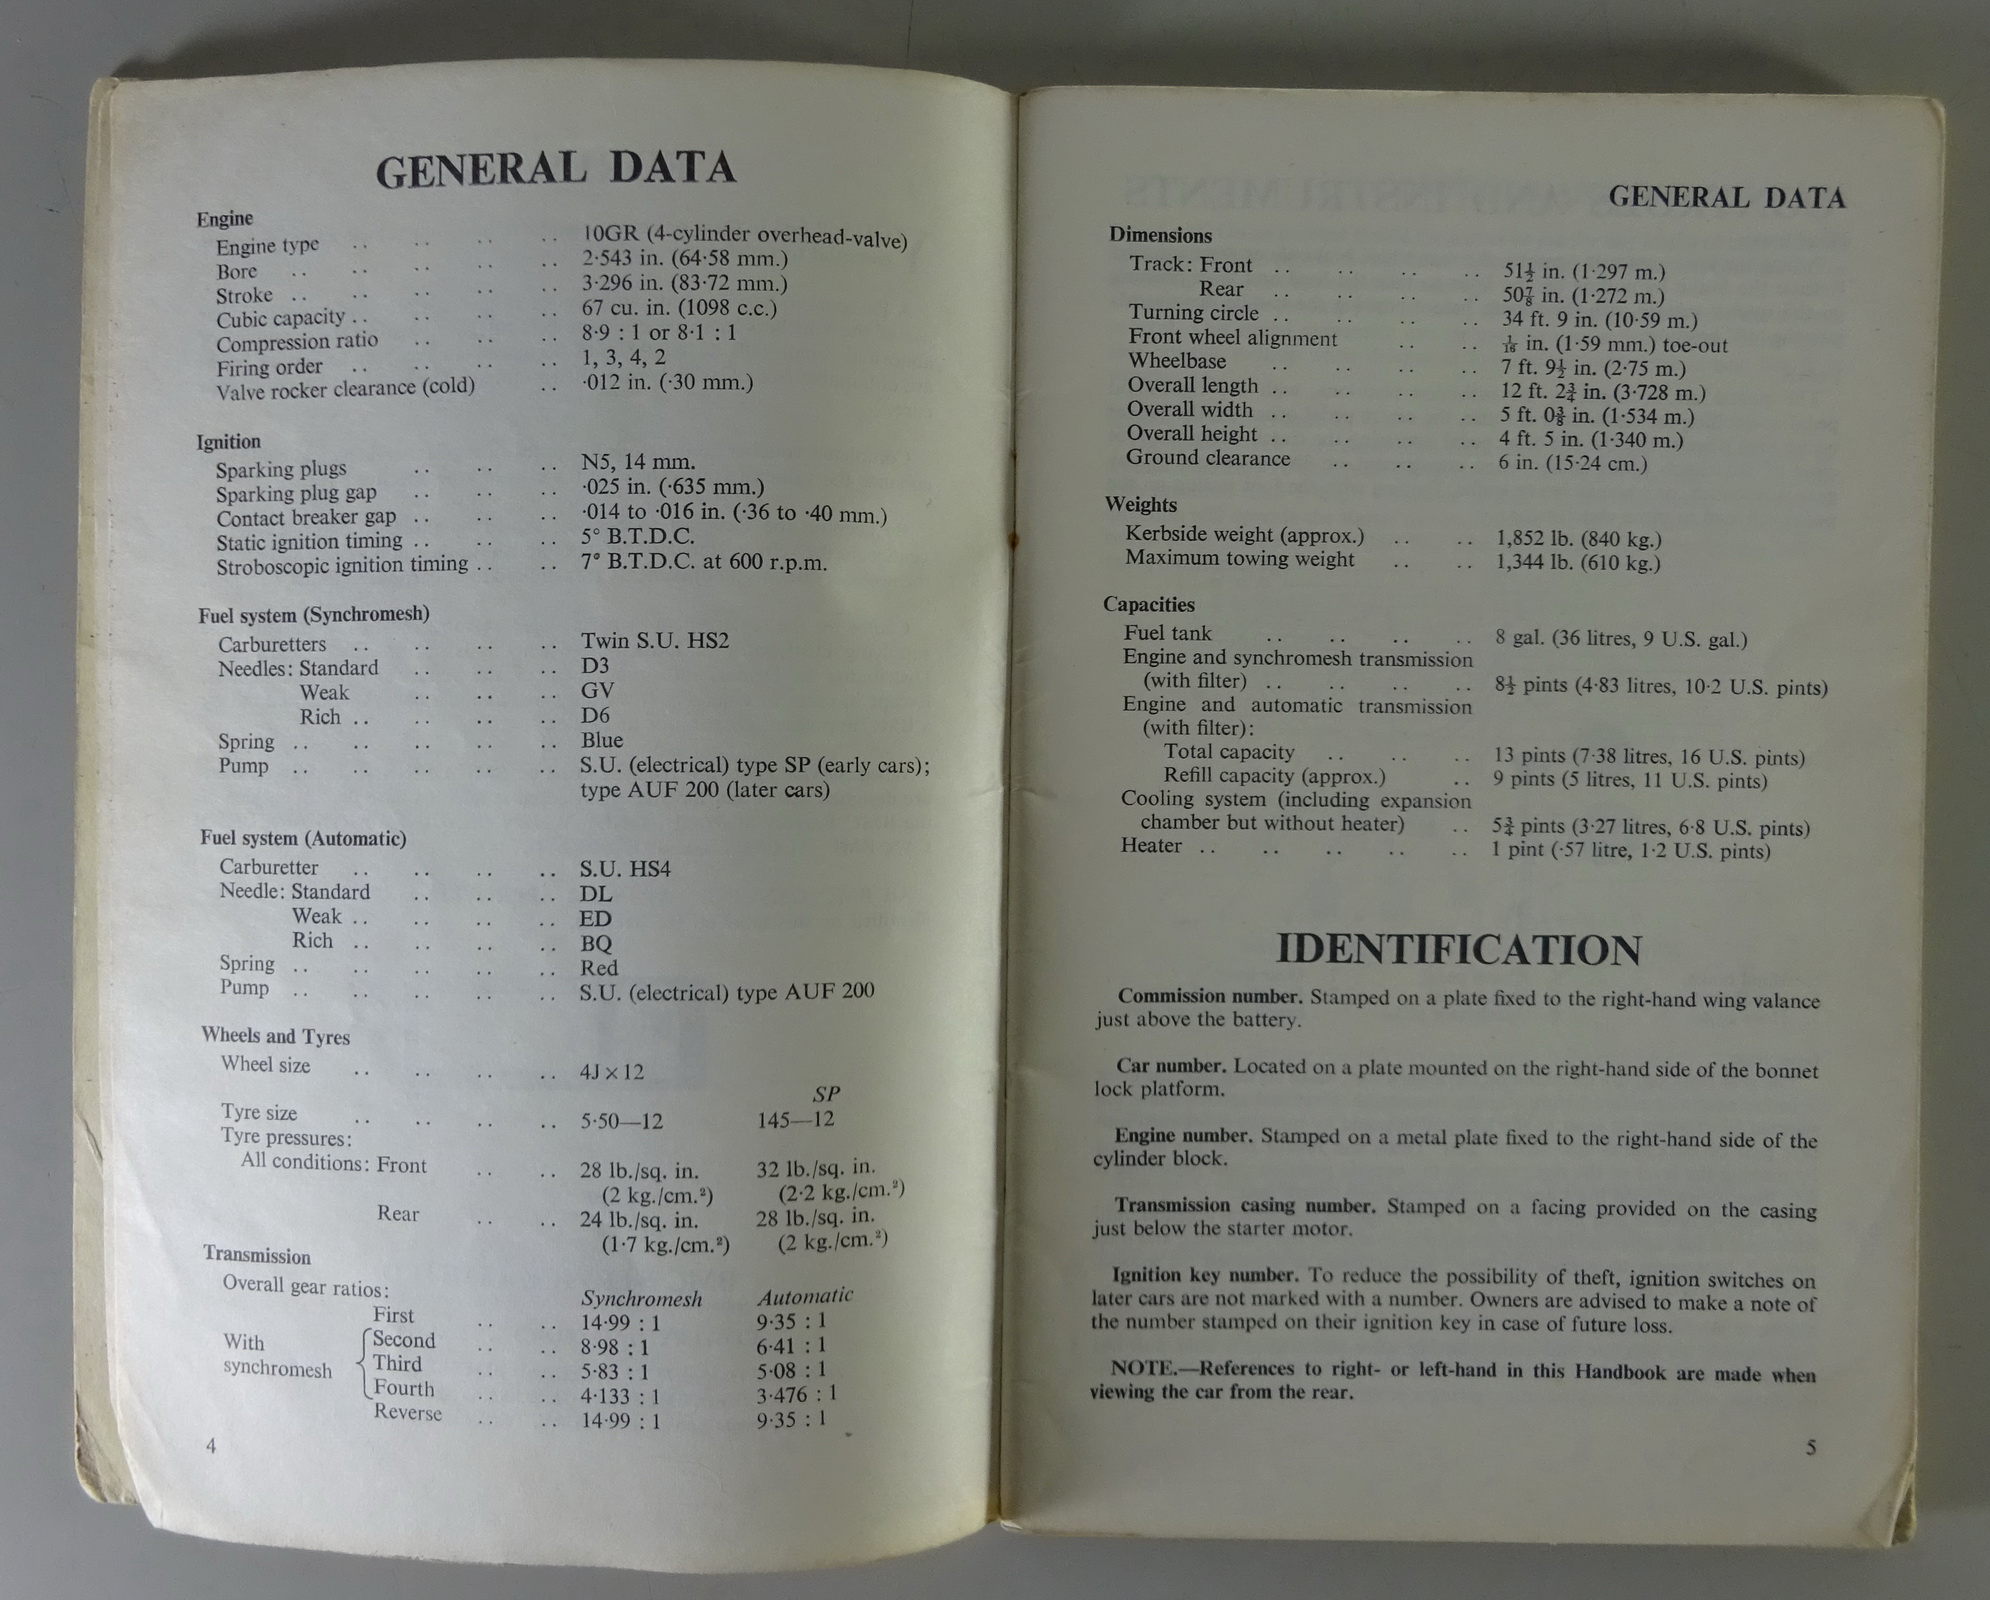 GENERAL DATA
Engine
Engine type .. .. .. .. 10GR (4-cylinder overhead-valve)
Bore .. .. .. .. .. 2·543 in. (64·58 mm.)
Stroke .. .. .. .. .. 3·296 in. (83·72 mm.)
Cubic capacity .. .. .. .. 67 cu. in. (1098 c.c.)
Compression ratio .. .. .. 8·9 : 1 or 8·1 : 1
Firing order .. .. .. .. 1, 3, 4, 2
Valve rocker clearance (cold) .. ·012 in. (·30 mm.)
Ignition
Sparking plugs .. .. .. N5, 14 mm.
Sparking plug gap .. .. .. ·025 in. (·635 mm.)
Contact breaker gap .. .. .. ·014 to ·016 in. (·36 to ·40 mm.)
Static ignition timing .. .. .. 5° B.T.D.C.
Stroboscopic ignition timing .. .. 7° B.T.D.C. at 600 r.p.m.
Fuel system (Synchromesh)
Carburetters .. .. .. .. Twin S.U. HS2
Needles: Standard .. .. .. D3
Weak .. .. .. GV
Rich .. .. .. .. D6
Spring .. .. .. .. .. Blue
Pump .. .. .. .. .. S.U. (electrical) type SP (early cars);
type AUF 200 (later cars)
Fuel system (Automatic)
Carburetter .. .. .. .. S.U. HS4
Needle: Standard .. .. .. DL
Weak .. .. .. .. ED
Rich .. .. .. .. BQ
Spring .. .. .. .. .. Red
Pump .. .. .. .. .. S.U. (electrical) type AUF 200
Wheels and Tyres
Wheel size .. .. .. .. 4J × 12
SP
Tyre size .. .. .. .. 5·50—12 145—12
Tyre pressures:
All conditions: Front .. .. 28 lb./sq. in. 32 lb./sq. in.
(2 kg./cm.²) (2·2 kg./cm.²)
Rear .. .. 24 lb./sq. in. 28 lb./sq. in.
(1·7 kg./cm.²) (2 kg./cm.²)
Transmission
Overall gear ratios: Synchromesh Automatic
First .. .. 14·99 : 1 9·35 : 1
With synchromesh { Second .. .. 8·98 : 1 6·41 : 1
Third .. .. 5·83 : 1 5·08 : 1
Fourth .. .. 4·133 : 1 3·476 : 1
Reverse .. .. 14·99 : 1 9·35 : 1
4
GENERAL DATA
Dimensions
Track: Front .. .. .. .. 51½ in. (1·297 m.)
Rear .. .. .. .. 50⅞ in. (1·272 m.)
Turning circle .. .. .. .. 34 ft. 9 in. (10·59 m.)
Front wheel alignment .. .. 1/16 in. (1·59 mm.) toe-out
Wheelbase .. .. .. .. 7 ft. 9½ in. (2·75 m.)
Overall length .. .. .. .. 12 ft. 2¾ in. (3·728 m.)
Overall width .. .. .. .. 5 ft. 0⅜ in. (1·534 m.)
Overall height .. .. .. .. 4 ft. 5 in. (1·340 m.)
Ground clearance .. .. .. 6 in. (15·24 cm.)
Weights
Kerbside weight (approx.) .. .. 1,852 lb. (840 kg.)
Maximum towing weight .. .. 1,344 lb. (610 kg.)
Capacities
Fuel tank .. .. .. .. 8 gal. (36 litres, 9 U.S. gal.)
Engine and synchromesh transmission
(with filter) .. .. .. .. 8½ pints (4·83 litres, 10·2 U.S. pints)
Engine and automatic transmission
(with filter):
Total capacity .. .. .. 13 pints (7·38 litres, 16 U.S. pints)
Refill capacity (approx.) .. 9 pints (5 litres, 11 U.S. pints)
Cooling system (including expansion
chamber but without heater) .. 5¾ pints (3·27 litres, 6·8 U.S. pints)
Heater .. .. .. .. .. 1 pint (·57 litre, 1·2 U.S. pints)
IDENTIFICATION
Commission number. Stamped on a plate fixed to the right-hand wing valance
just above the battery.
Car number. Located on a plate mounted on the right-hand side of the bonnet
lock platform.
Engine number. Stamped on a metal plate fixed to the right-hand side of the
cylinder block.
Transmission casing number. Stamped on a facing provided on the casing
just below the starter motor.
Ignition key number. To reduce the possibility of theft, ignition switches on
later cars are not marked with a number. Owners are advised to make a note of
the number stamped on their ignition key in case of future loss.
NOTE.—References to right- or left-hand in this Handbook are made when
viewing the car from the rear.
5